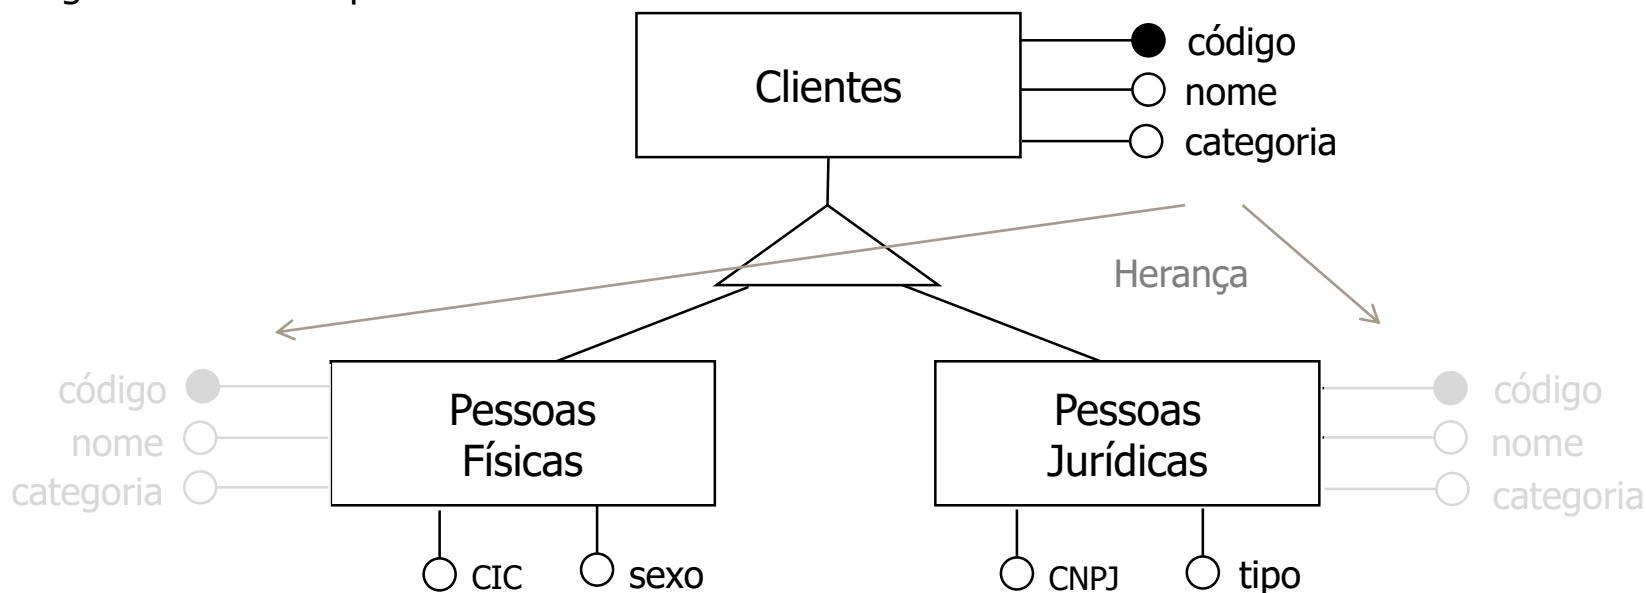 código
Clientes
nome
categoria
Herança
código
nome
categoria
Pessoas
Físicas
Pessoas
Jurídicas
código
nome
categoria
CIC
sexo
CNPJ
tipo